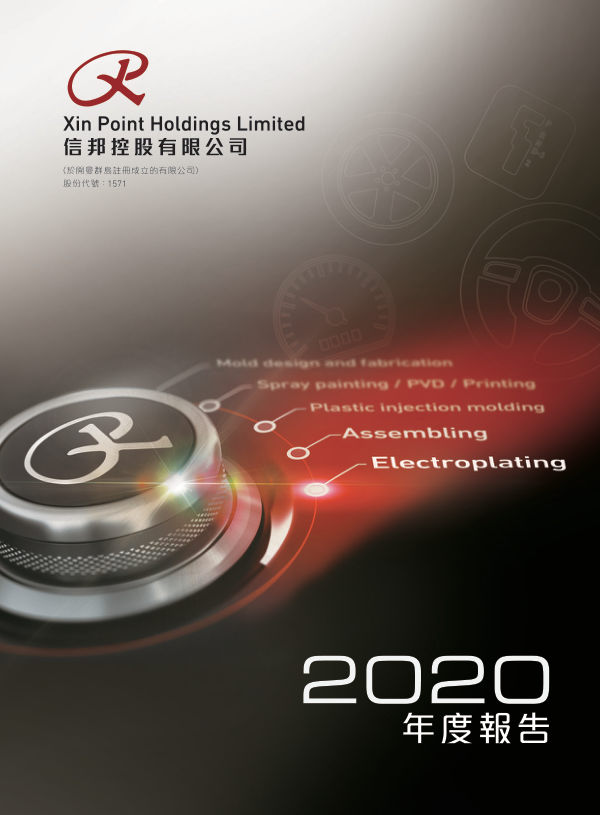 Xin Point Holdings Limited
信邦控股有限公司
(於開曼群島註冊成立的有限公司)
股份代號：1571
Mold design and fabrication
Spray painting / PVD / Printing
Plastic injection molding
Assembling
Electroplating
2020
年度報告